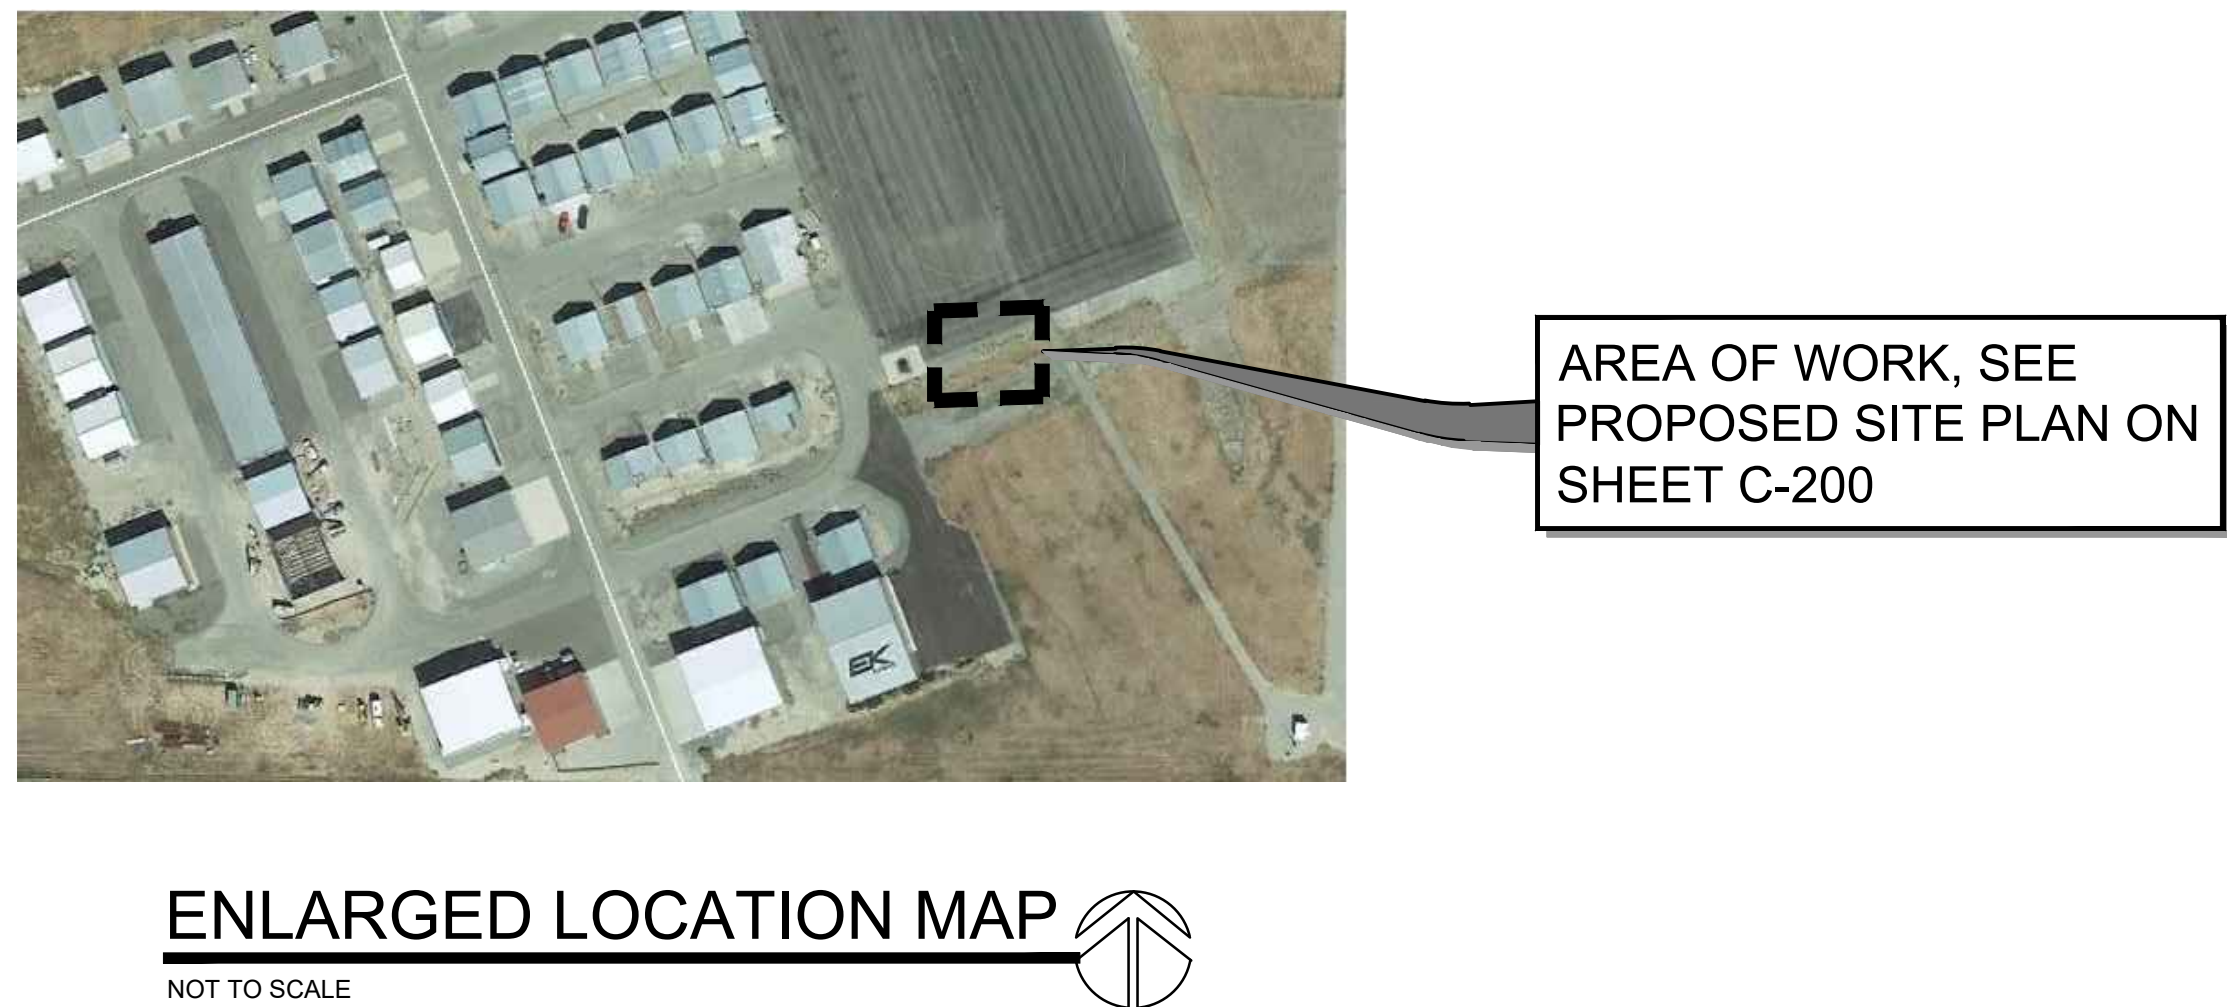 EK
AREA OF WORK, SEE
PROPOSED SITE PLAN ON
SHEET C-200
ENLARGED LOCATION MAP
NOT TO SCALE